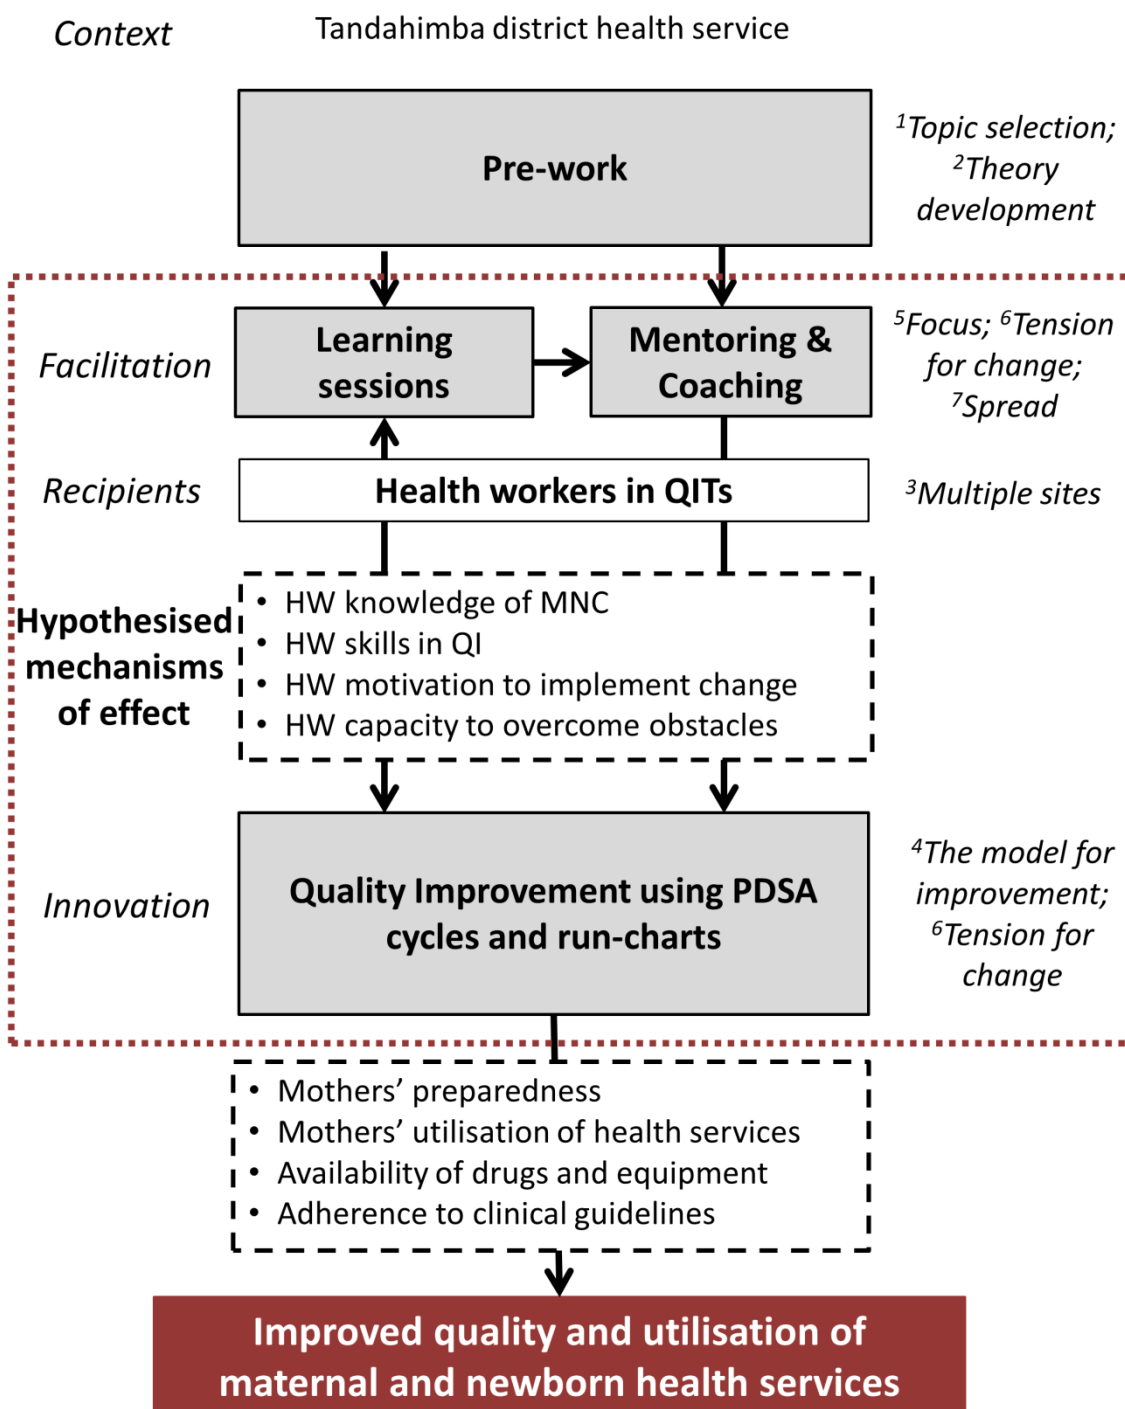 Context
Tandahimba district health service
Pre-work
¹Topic selection;
²Theory
development
Facilitation
Learning
sessions
Mentoring &
Coaching
⁵Focus; ⁶Tension
for change;
⁷Spread
Recipients
Health workers in QITs
³Multiple sites
Hypothesised
mechanisms
of effect
• HW knowledge of MNC
• HW skills in QI
• HW motivation to implement change
• HW capacity to overcome obstacles
Innovation
Quality Improvement using PDSA
cycles and run-charts
⁴The model for
improvement;
⁶Tension for
change
• Mothers’ preparedness
• Mothers’ utilisation of health services
• Availability of drugs and equipment
• Adherence to clinical guidelines
Improved quality and utilisation of
maternal and newborn health services